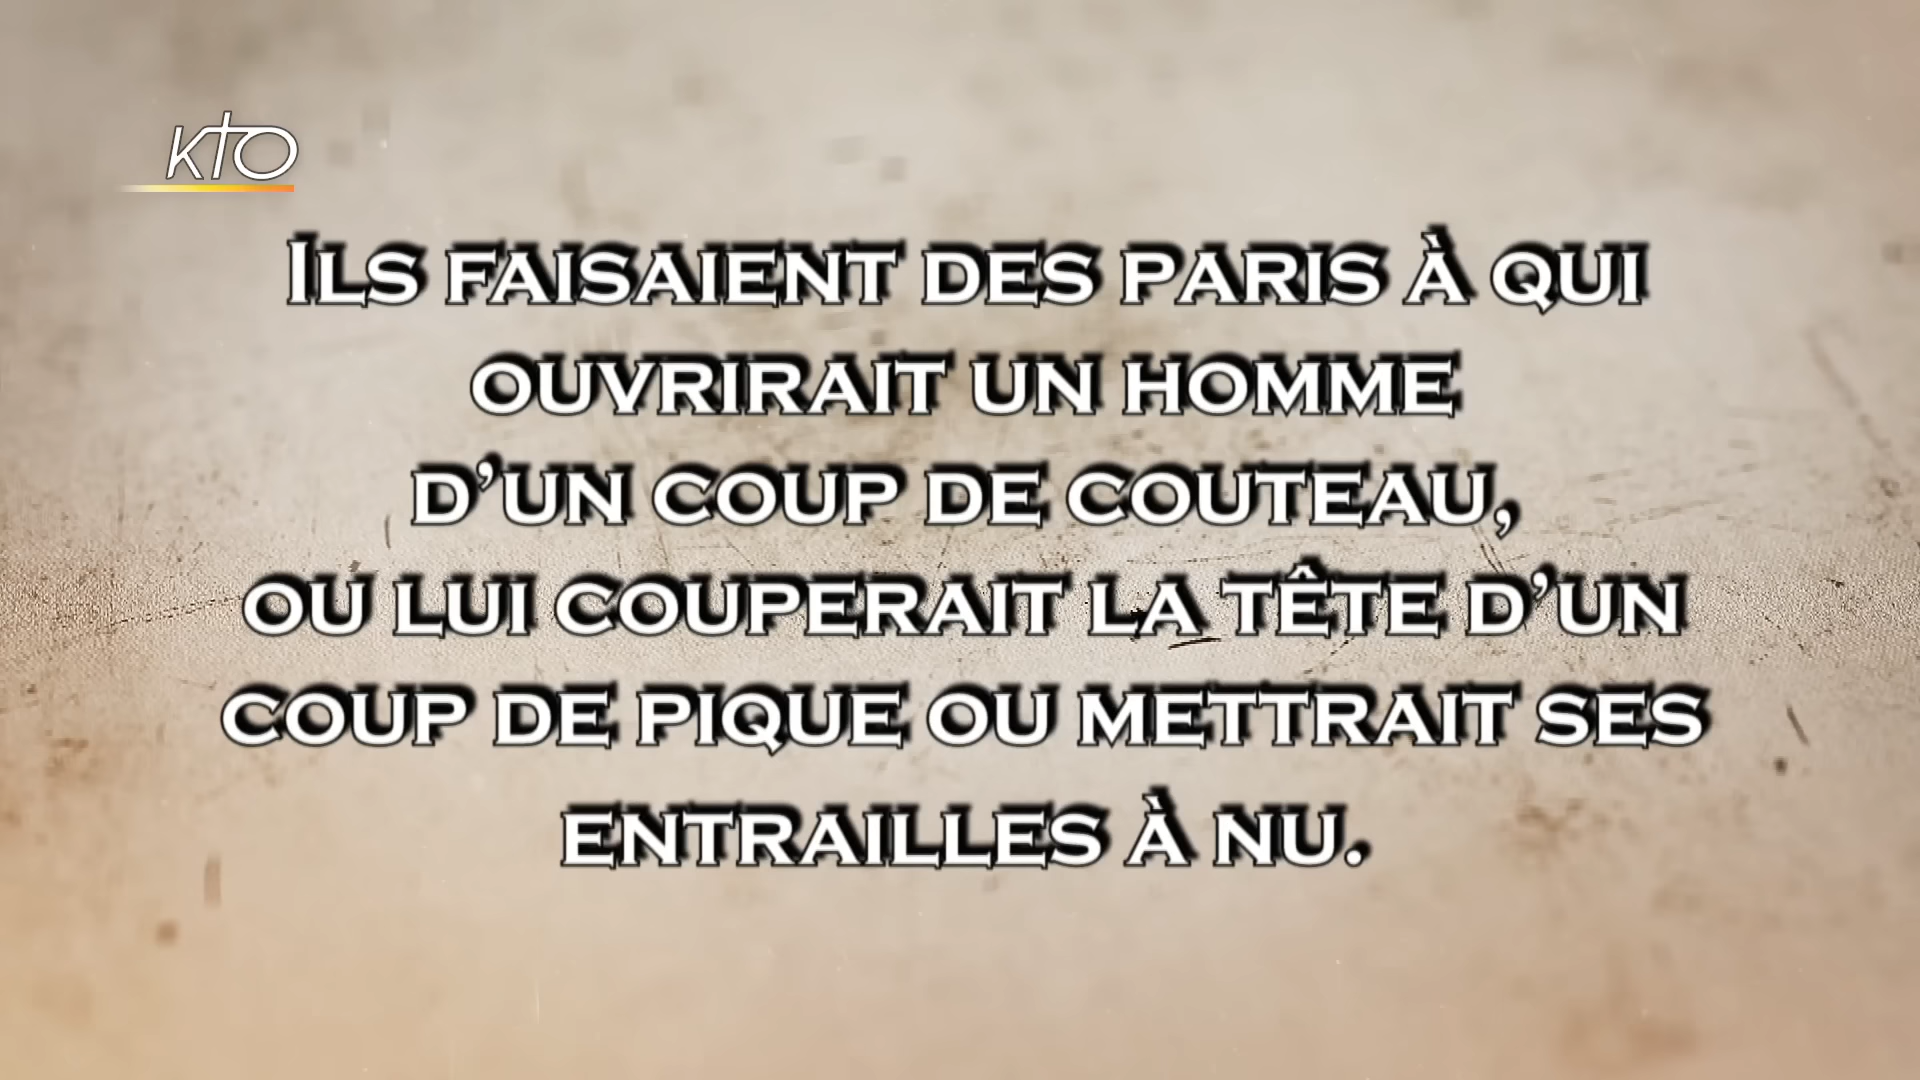 KTO
Ils faisaient des paris à qui
ouvrirait un homme
d’un coup de couteau,
ou lui couperait la tête d’un
coup de pique ou mettrait ses
entrailles à nu.